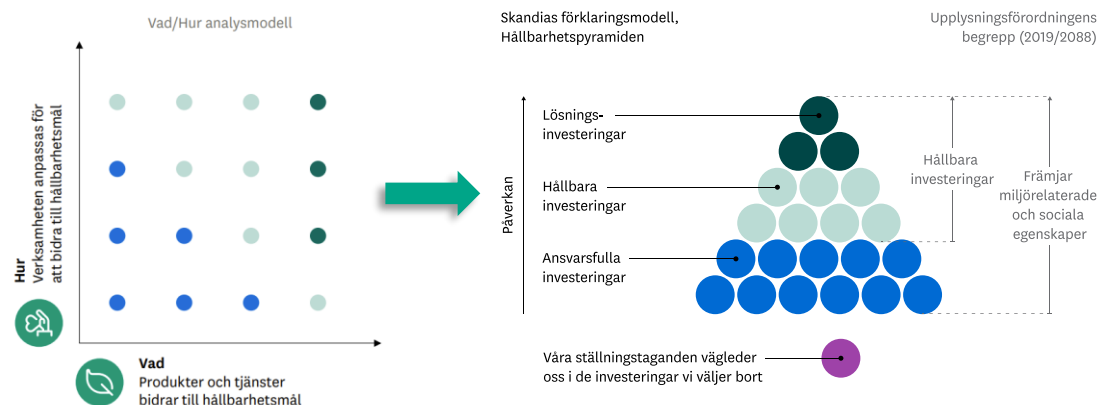 Vad/Hur analysmodell
Hur
Verksamheten anpassas för
att bidra till hållbarhetsmål
Vad
Produkter och tjänster
bidrar till hållbarhetsmål
Skandias förklaringsmodell,
Hållbarhetspyramiden
Upplysningsförordningens
begrepp (2019/2088)
Påverkan
Lösnings-
investeringar
Hållbara
investeringar
Ansvarsfulla
investeringar
Hållbara
investeringar
Främjar
miljörelaterade
och sociala
egenskaper
Våra ställningstaganden vägleder
oss i de investeringar vi väljer bort